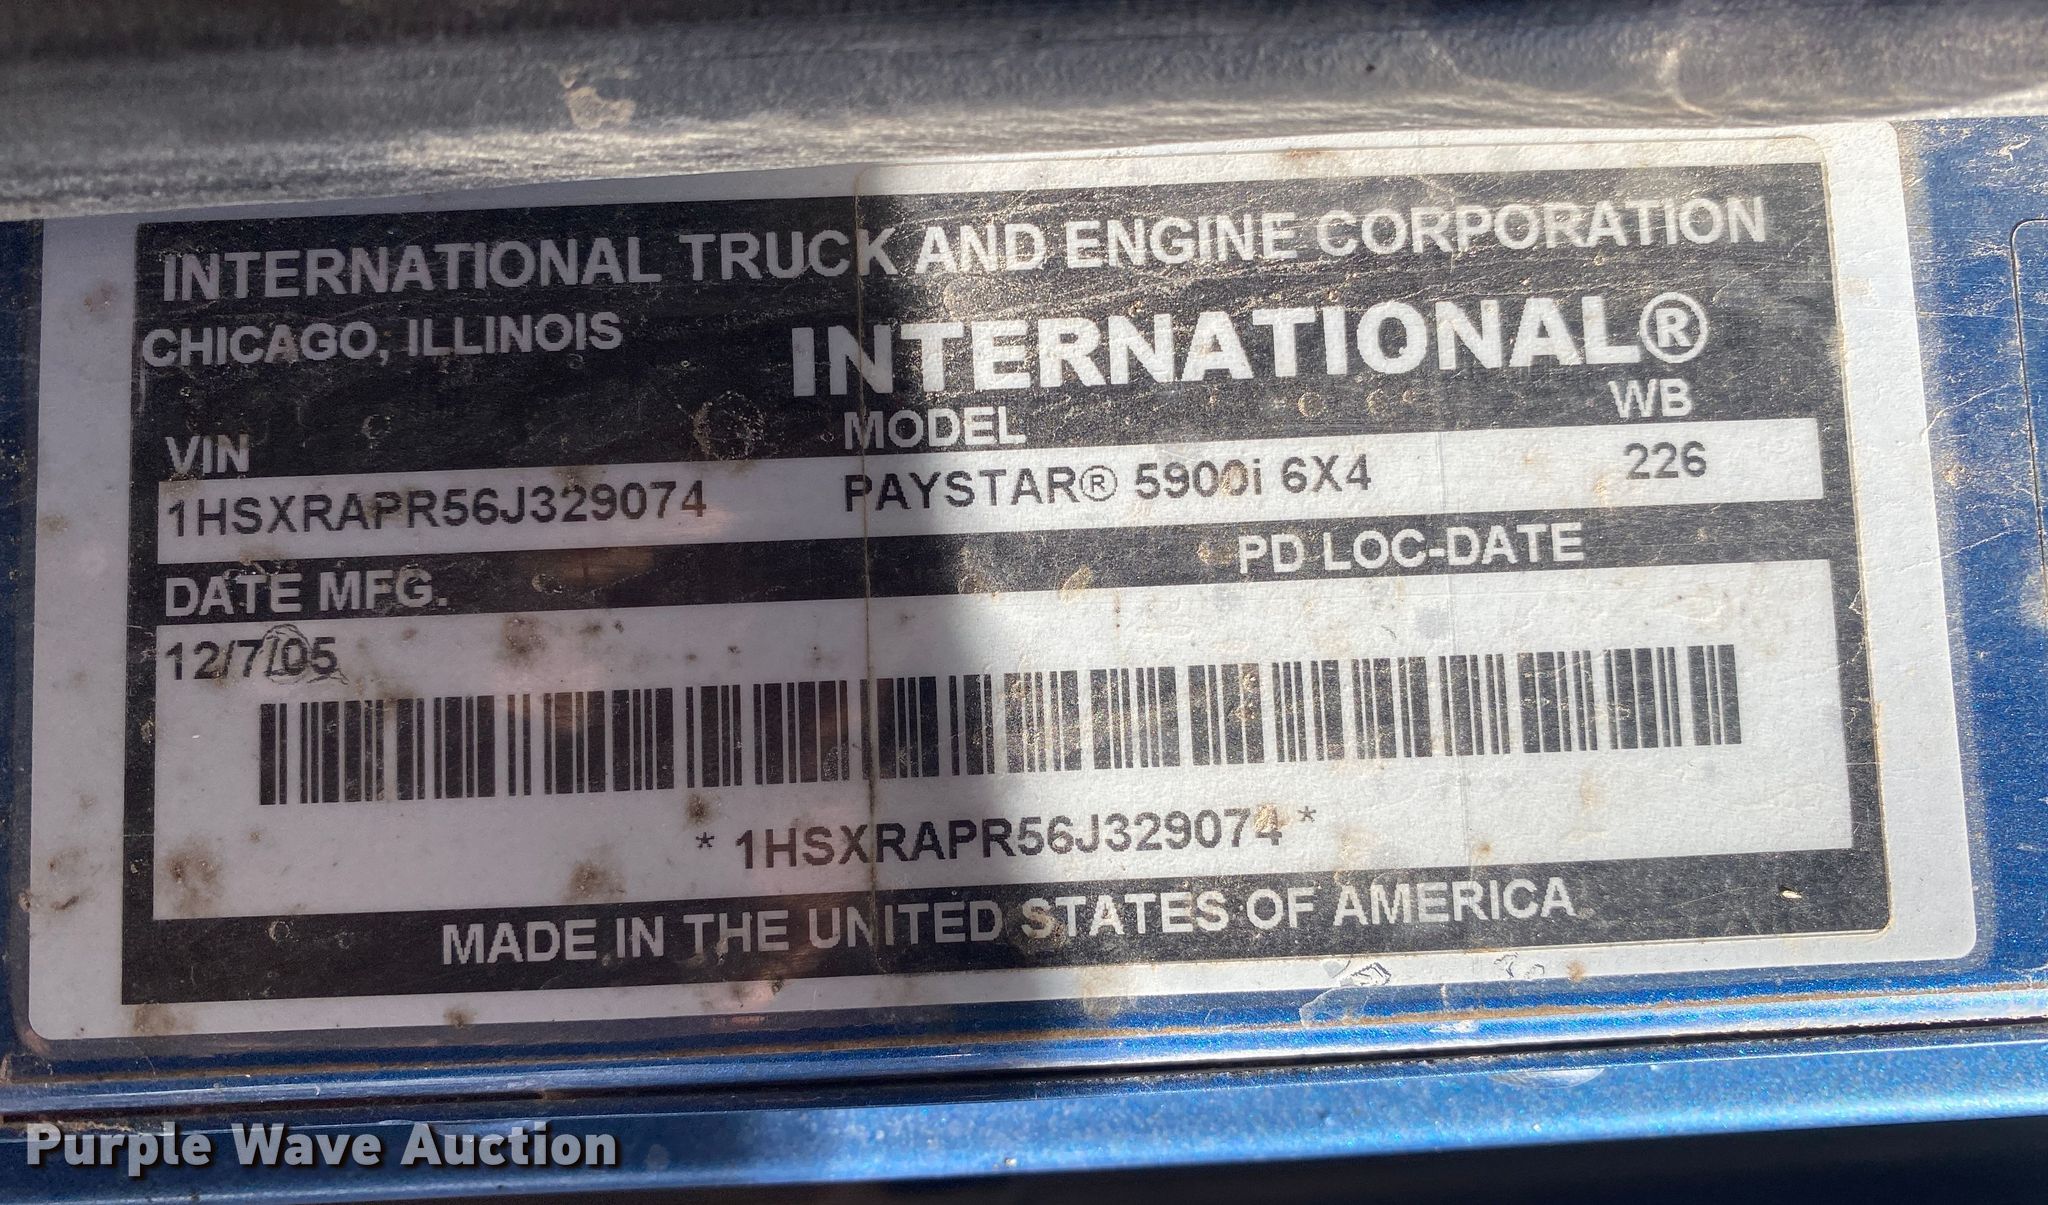 INTERNATIONAL TRUCK AND ENGINE CORPORATION
CHICAGO, ILLINOIS
INTERNATIONAL®
VIN MODEL WB
1HSXRAPR56J329074 PAYSTAR® 5900i 6X4 226
DATE MFG. PD LOC-DATE
12/7/05
* 1HSXRAPR56J329074 *
MADE IN THE UNITED STATES OF AMERICA
Purple Wave Auction